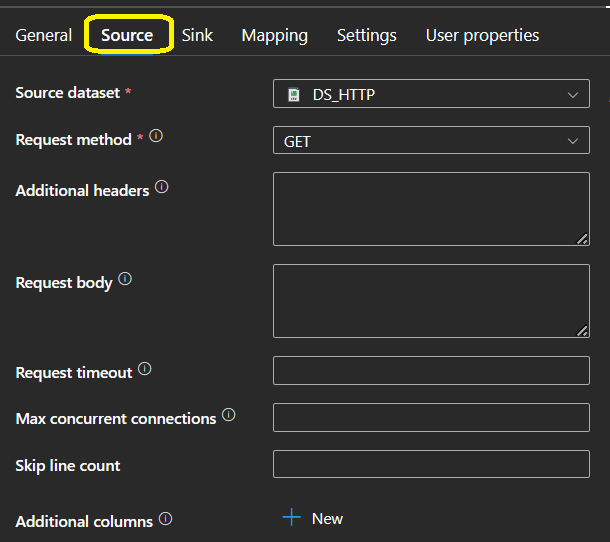 General Source Sink Mapping Settings User properties
Source dataset * DS_HTTP
Request method * GET
Additional headers
Request body
Request timeout
Max concurrent connections
Skip line count
Additional columns + New